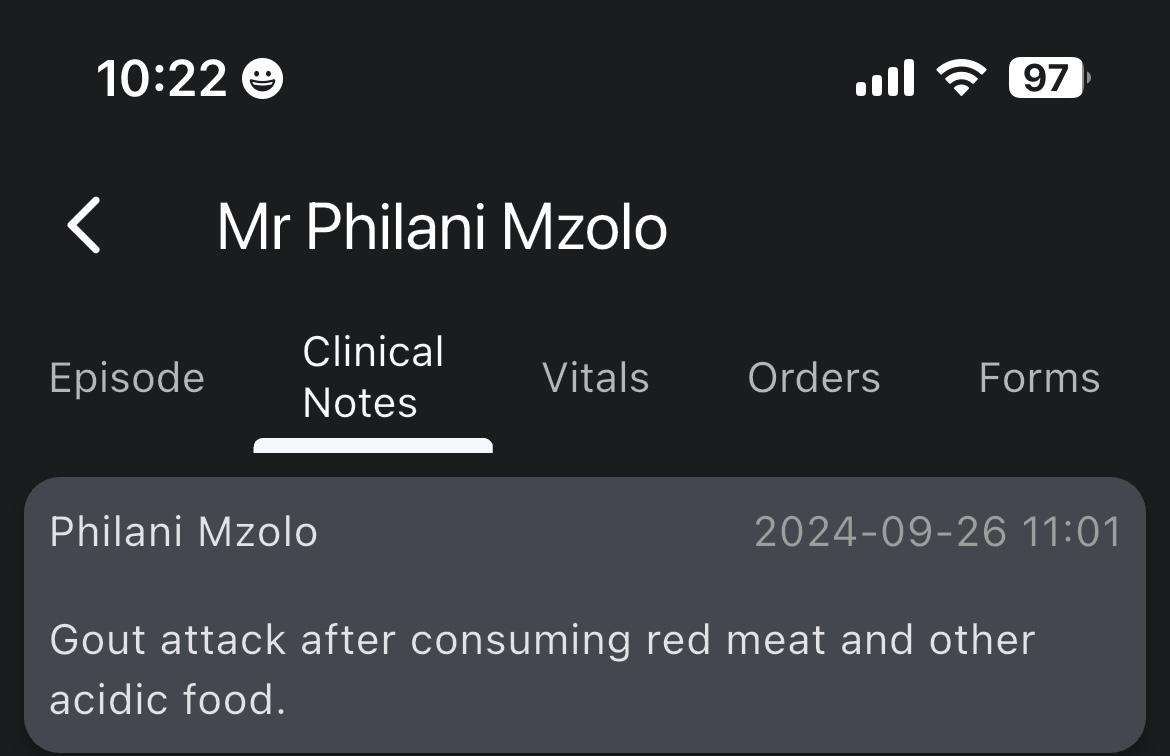 10:22
97
Mr Philani Mzolo
Episode
Clinical
Notes
Vitals
Orders
Forms
Philani Mzolo
2024-09-26 11:01
Gout attack after consuming red meat and other
acidic food.